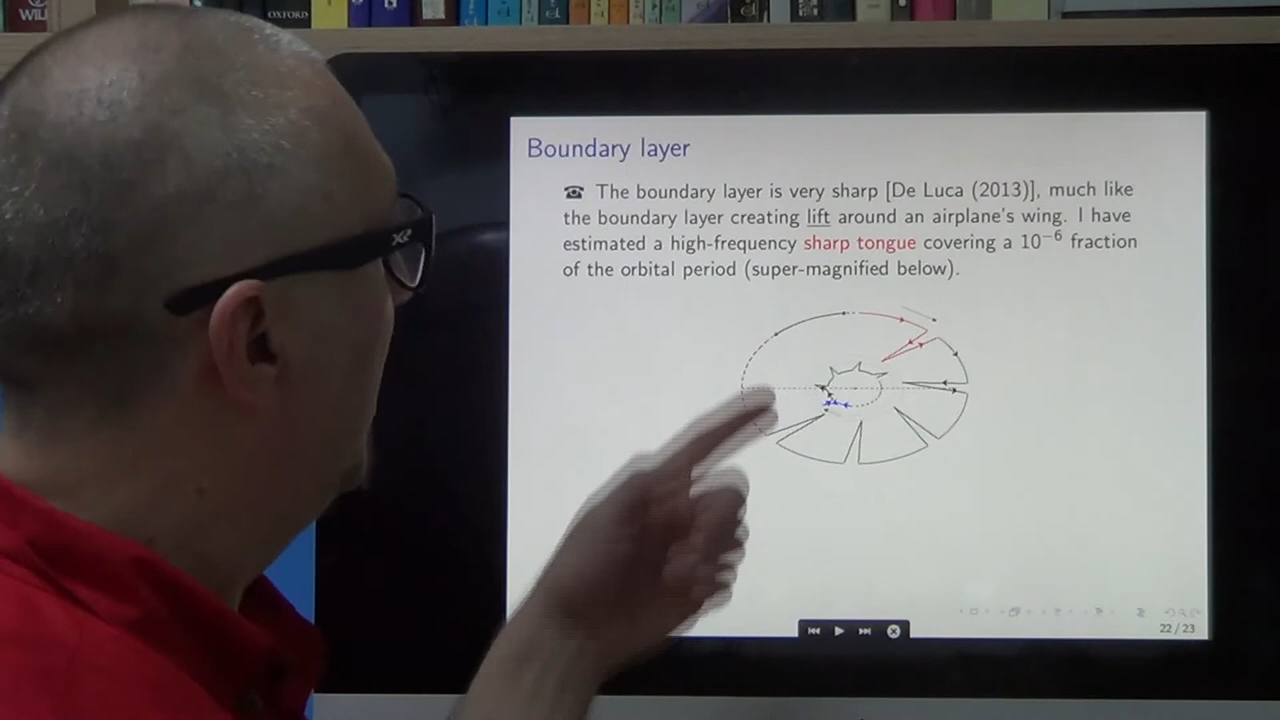 WIL
OXFORD
Boundary layer
☎ The boundary layer is very sharp [De Luca (2013)], much like
the boundary layer creating lift around an airplane's wing. I have
estimated a high-frequency sharp tongue covering a 10⁻⁶ fraction
of the orbital period (super-magnified below).
22 / 23